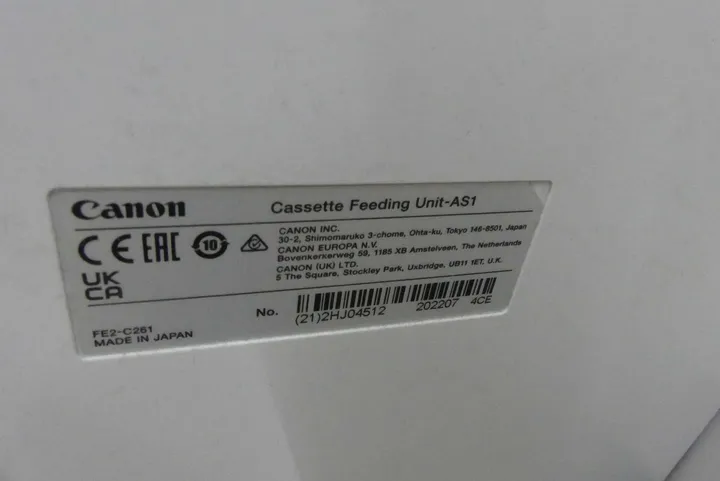 Canon
Cassette Feeding Unit-AS1
CE EAC 10
UK
CA
CANON INC.
30-2, Shimomaruko 3-chome, Ohta-ku, Tokyo 146-8501, Japan
CANON EUROPA N.V.
Bovenkerkerweg 59, 1185 XB Amstelveen, The Netherlands
CANON (UK) LTD.
5 The Square, Stockley Park, Uxbridge, UB11 1ET, U.K.
No.
(21)2HJ04512 202207 4CE
FE2-C261
MADE IN JAPAN